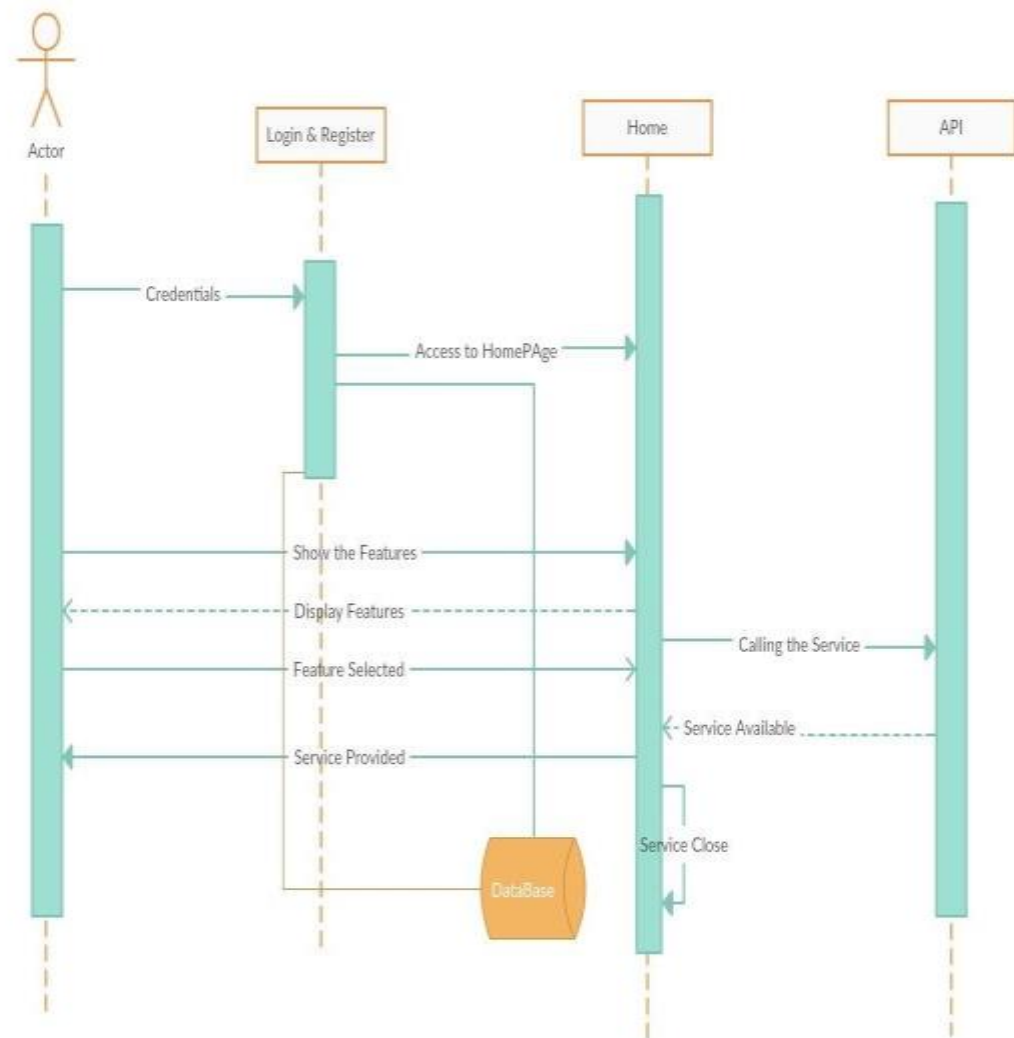 Actor
Login & Register
Home
API
Credentials
Access to HomePAge
Show the Features
Display Features
Calling the Service
Feature Selected
Service Available
Service Provided
Service Close
DataBase